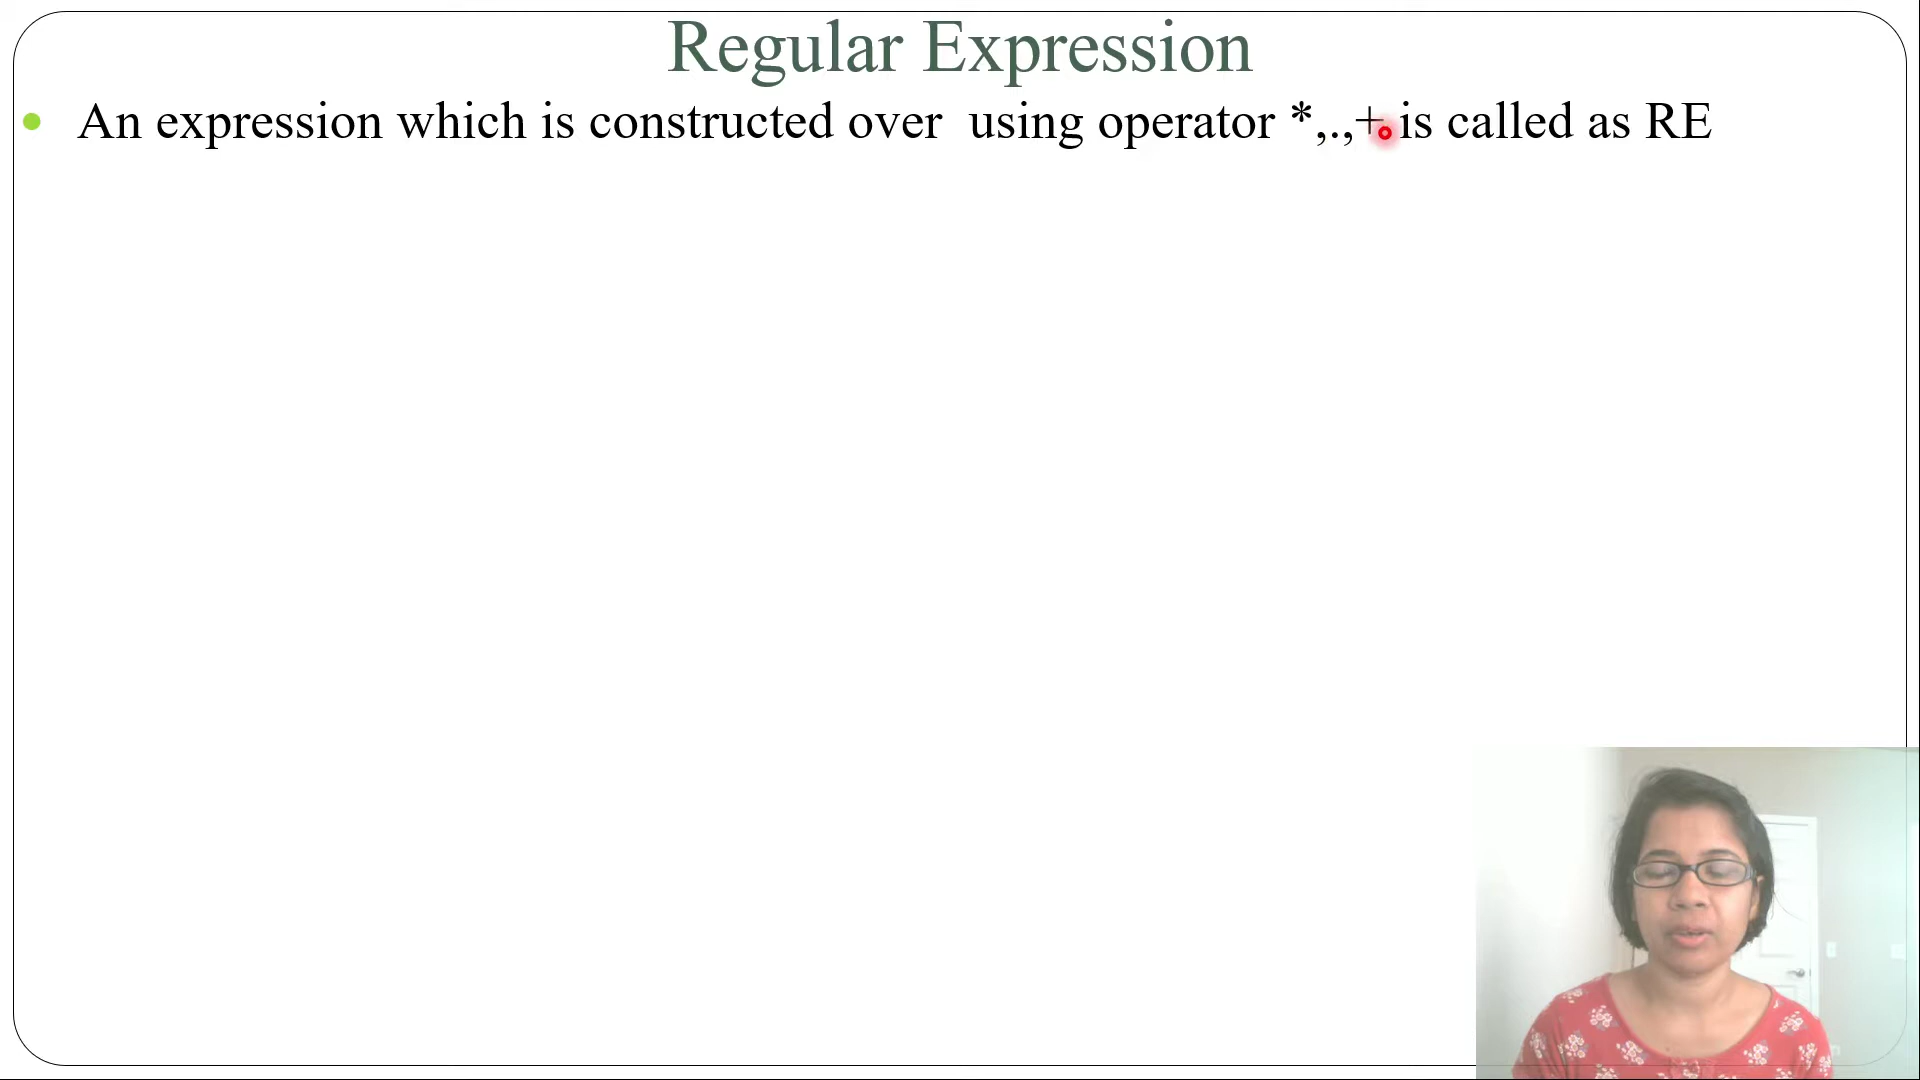 Regular Expression
An expression which is constructed over using operator *,.,+ is called as RE